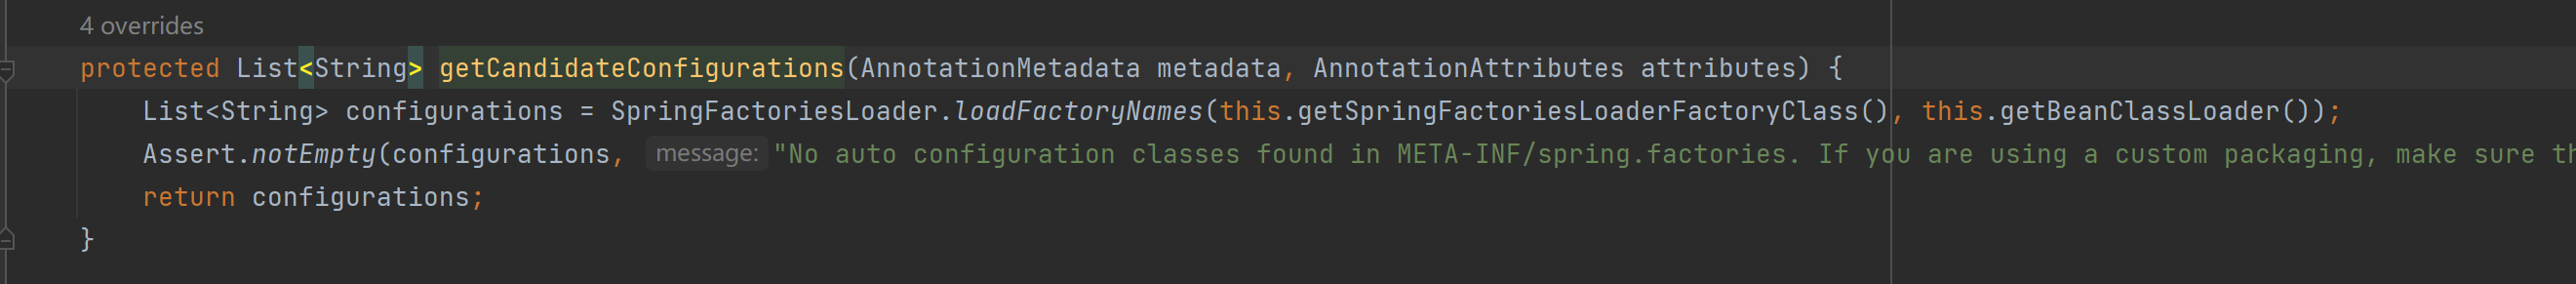 4 overrides
protected List<String> getCandidateConfigurations(AnnotationMetadata metadata, AnnotationAttributes attributes) {
List<String> configurations = SpringFactoriesLoader.loadFactoryNames(this.getSpringFactoriesLoaderFactoryClass(), this.getBeanClassLoader());
Assert.notEmpty(configurations, message: "No auto configuration classes found in META-INF/spring.factories. If you are using a custom packaging, make sure
return configurations;
}